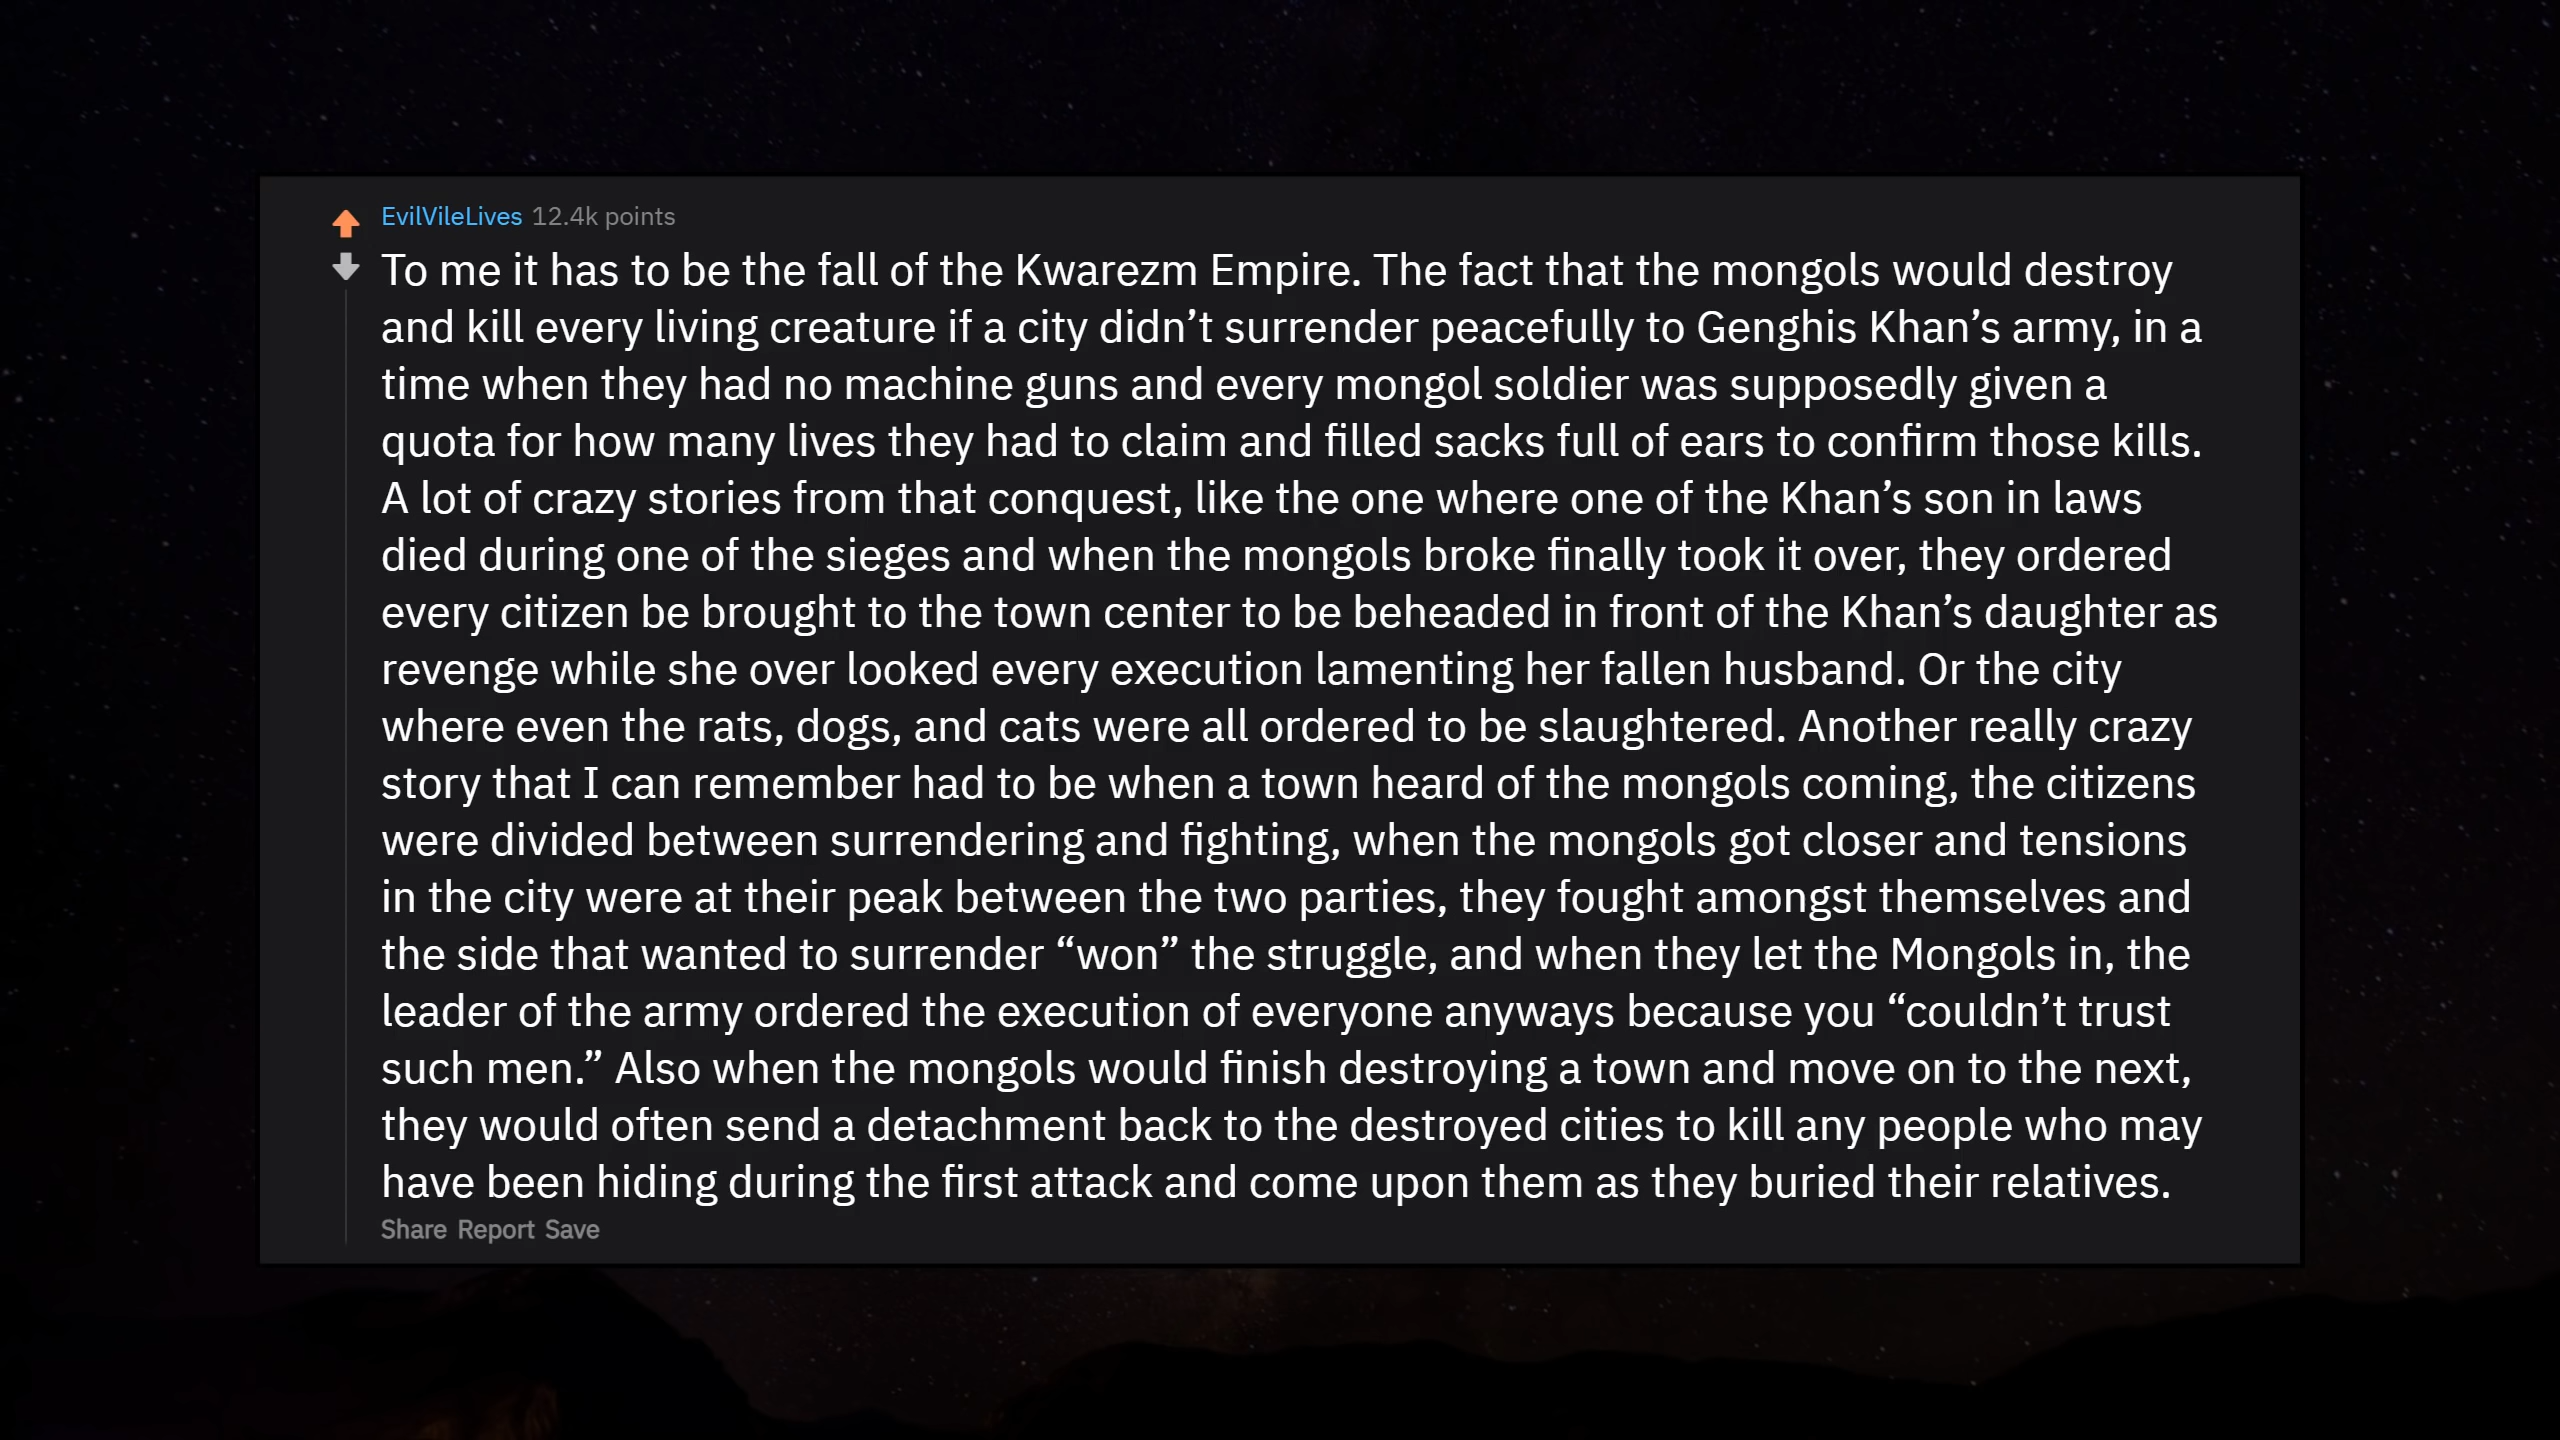 EvilVileLives 12.4k points
To me it has to be the fall of the Kwarezm Empire. The fact that the mongols would destroy
and kill every living creature if a city didn’t surrender peacefully to Genghis Khan’s army, in a
time when they had no machine guns and every mongol soldier was supposedly given a
quota for how many lives they had to claim and filled sacks full of ears to confirm those kills.
A lot of crazy stories from that conquest, like the one where one of the Khan’s son in laws
died during one of the sieges and when the mongols broke finally took it over, they ordered
every citizen be brought to the town center to be beheaded in front of the Khan’s daughter as
revenge while she over looked every execution lamenting her fallen husband. Or the city
where even the rats, dogs, and cats were all ordered to be slaughtered. Another really crazy
story that I can remember had to be when a town heard of the mongols coming, the citizens
were divided between surrendering and fighting, when the mongols got closer and tensions
in the city were at their peak between the two parties, they fought amongst themselves and
the side that wanted to surrender “won” the struggle, and when they let the Mongols in, the
leader of the army ordered the execution of everyone anyways because you “couldn’t trust
such men.” Also when the mongols would finish destroying a town and move on to the next,
they would often send a detachment back to the destroyed cities to kill any people who may
have been hiding during the first attack and come upon them as they buried their relatives.
Share Report Save